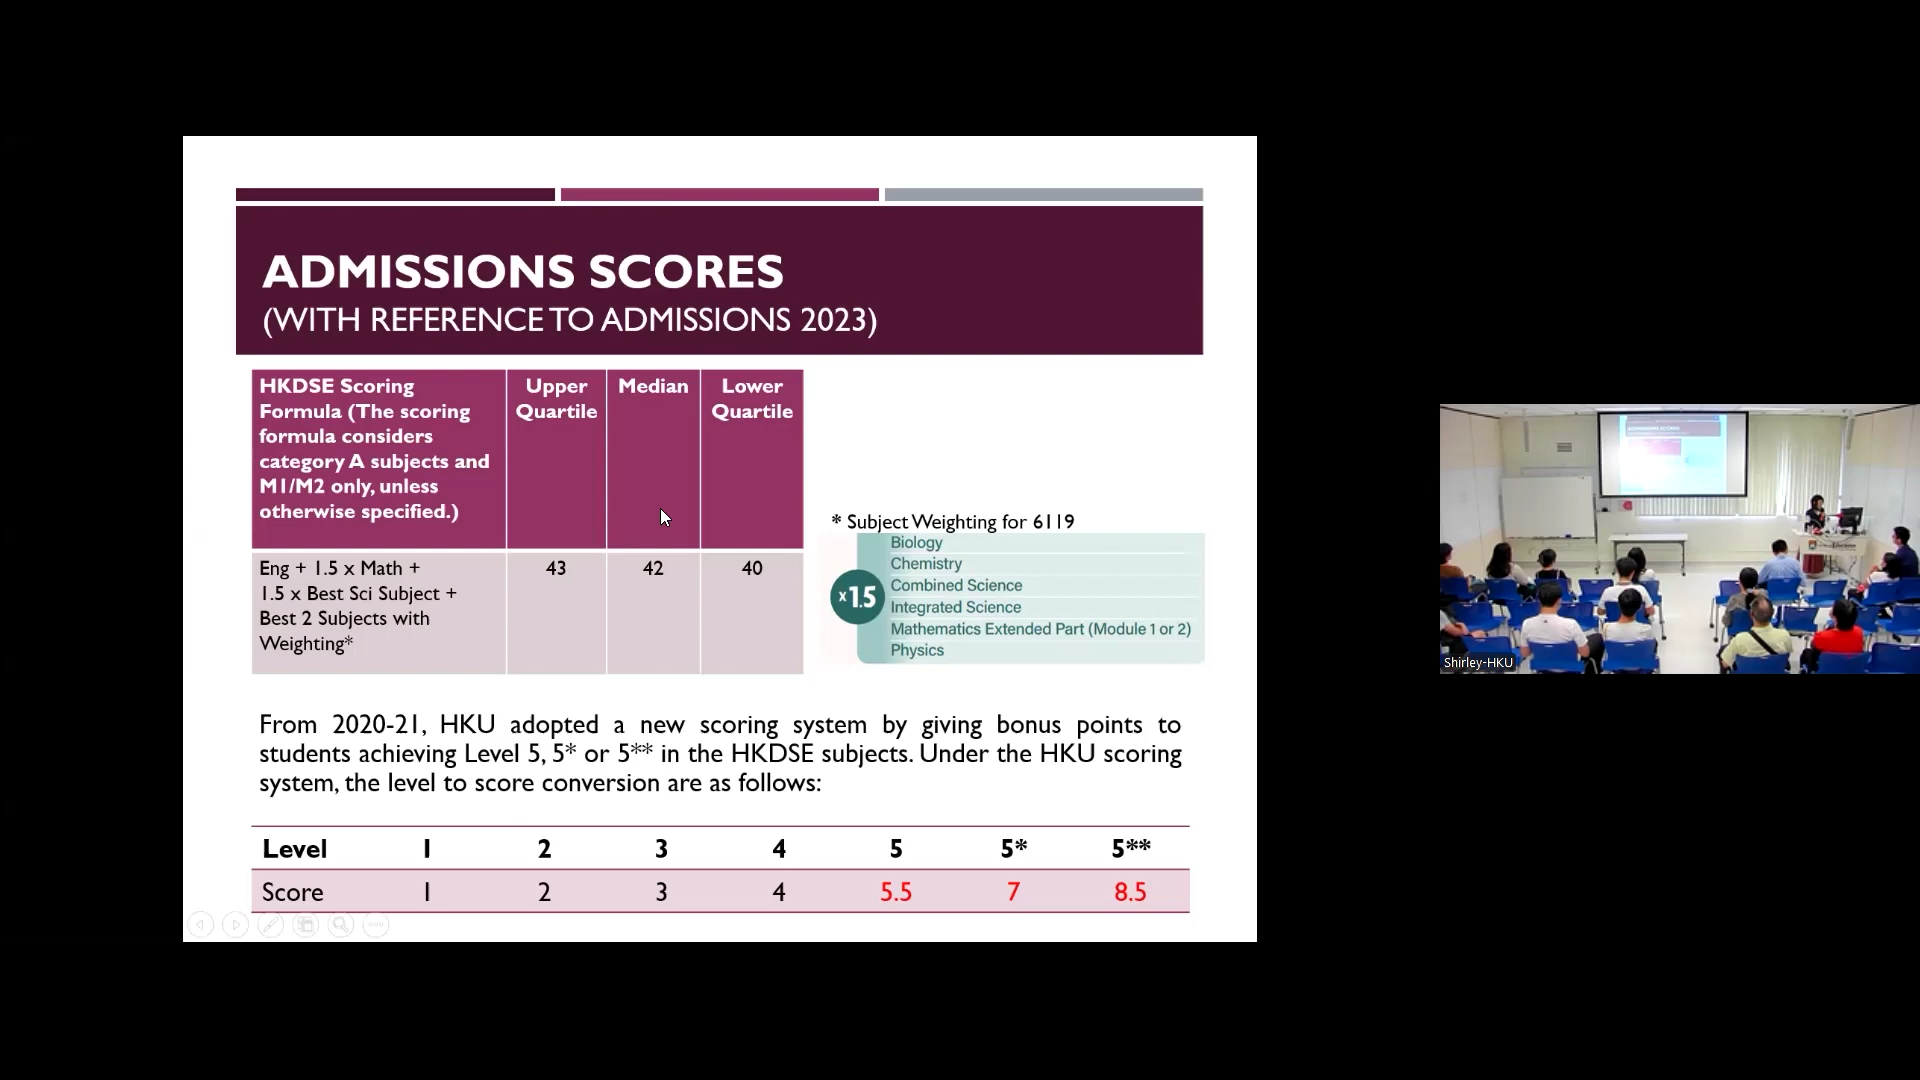 ADMISSIONS SCORES
(WITH REFERENCE TO ADMISSIONS 2023)
HKDSE Scoring
Formula (The scoring
formula considers
category A subjects and
M1/M2 only, unless
otherwise specified.)
Upper
Quartile
Median
Lower
Quartile
Eng + 1.5 x Math +
1.5 x Best Sci Subject +
Best 2 Subjects with
Weighting*
43
42
40
* Subject Weighting for 6119
x1.5
Biology
Chemistry
Combined Science
Integrated Science
Mathematics Extended Part (Module 1 or 2)
Physics
From 2020-21, HKU adopted a new scoring system by giving bonus points to
students achieving Level 5, 5* or 5** in the HKDSE subjects. Under the HKU scoring
system, the level to score conversion are as follows:
Level 1 2 3 4 5 5* 5**
Score 1 2 3 4 5.5 7 8.5
ADMISSIONS SCORES
Shirley-HKU